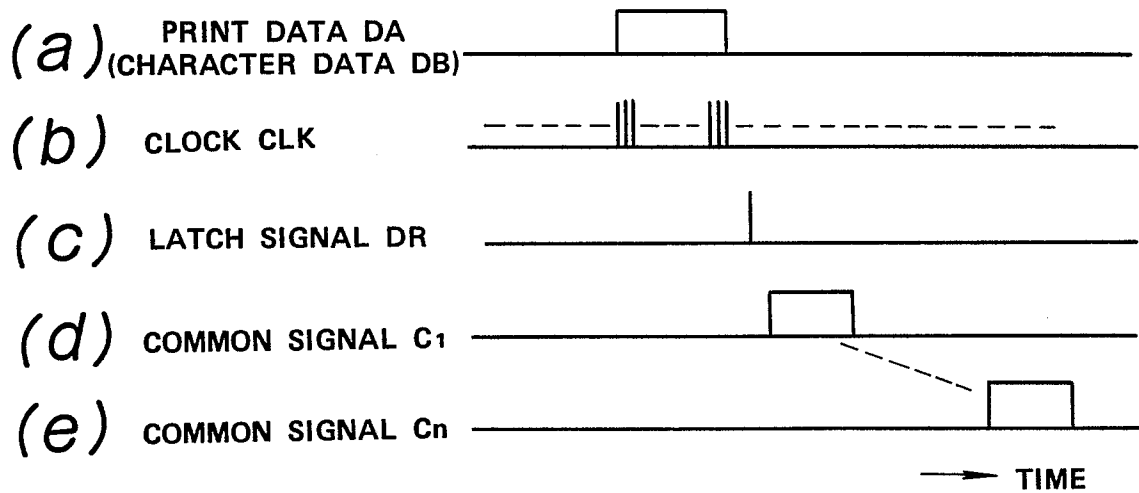 (a) PRINT DATA DA
(CHARACTER DATA DB)
(b) CLOCK CLK
(c) LATCH SIGNAL DR
(d) COMMON SIGNAL C1
(e) COMMON SIGNAL Cn
TIME